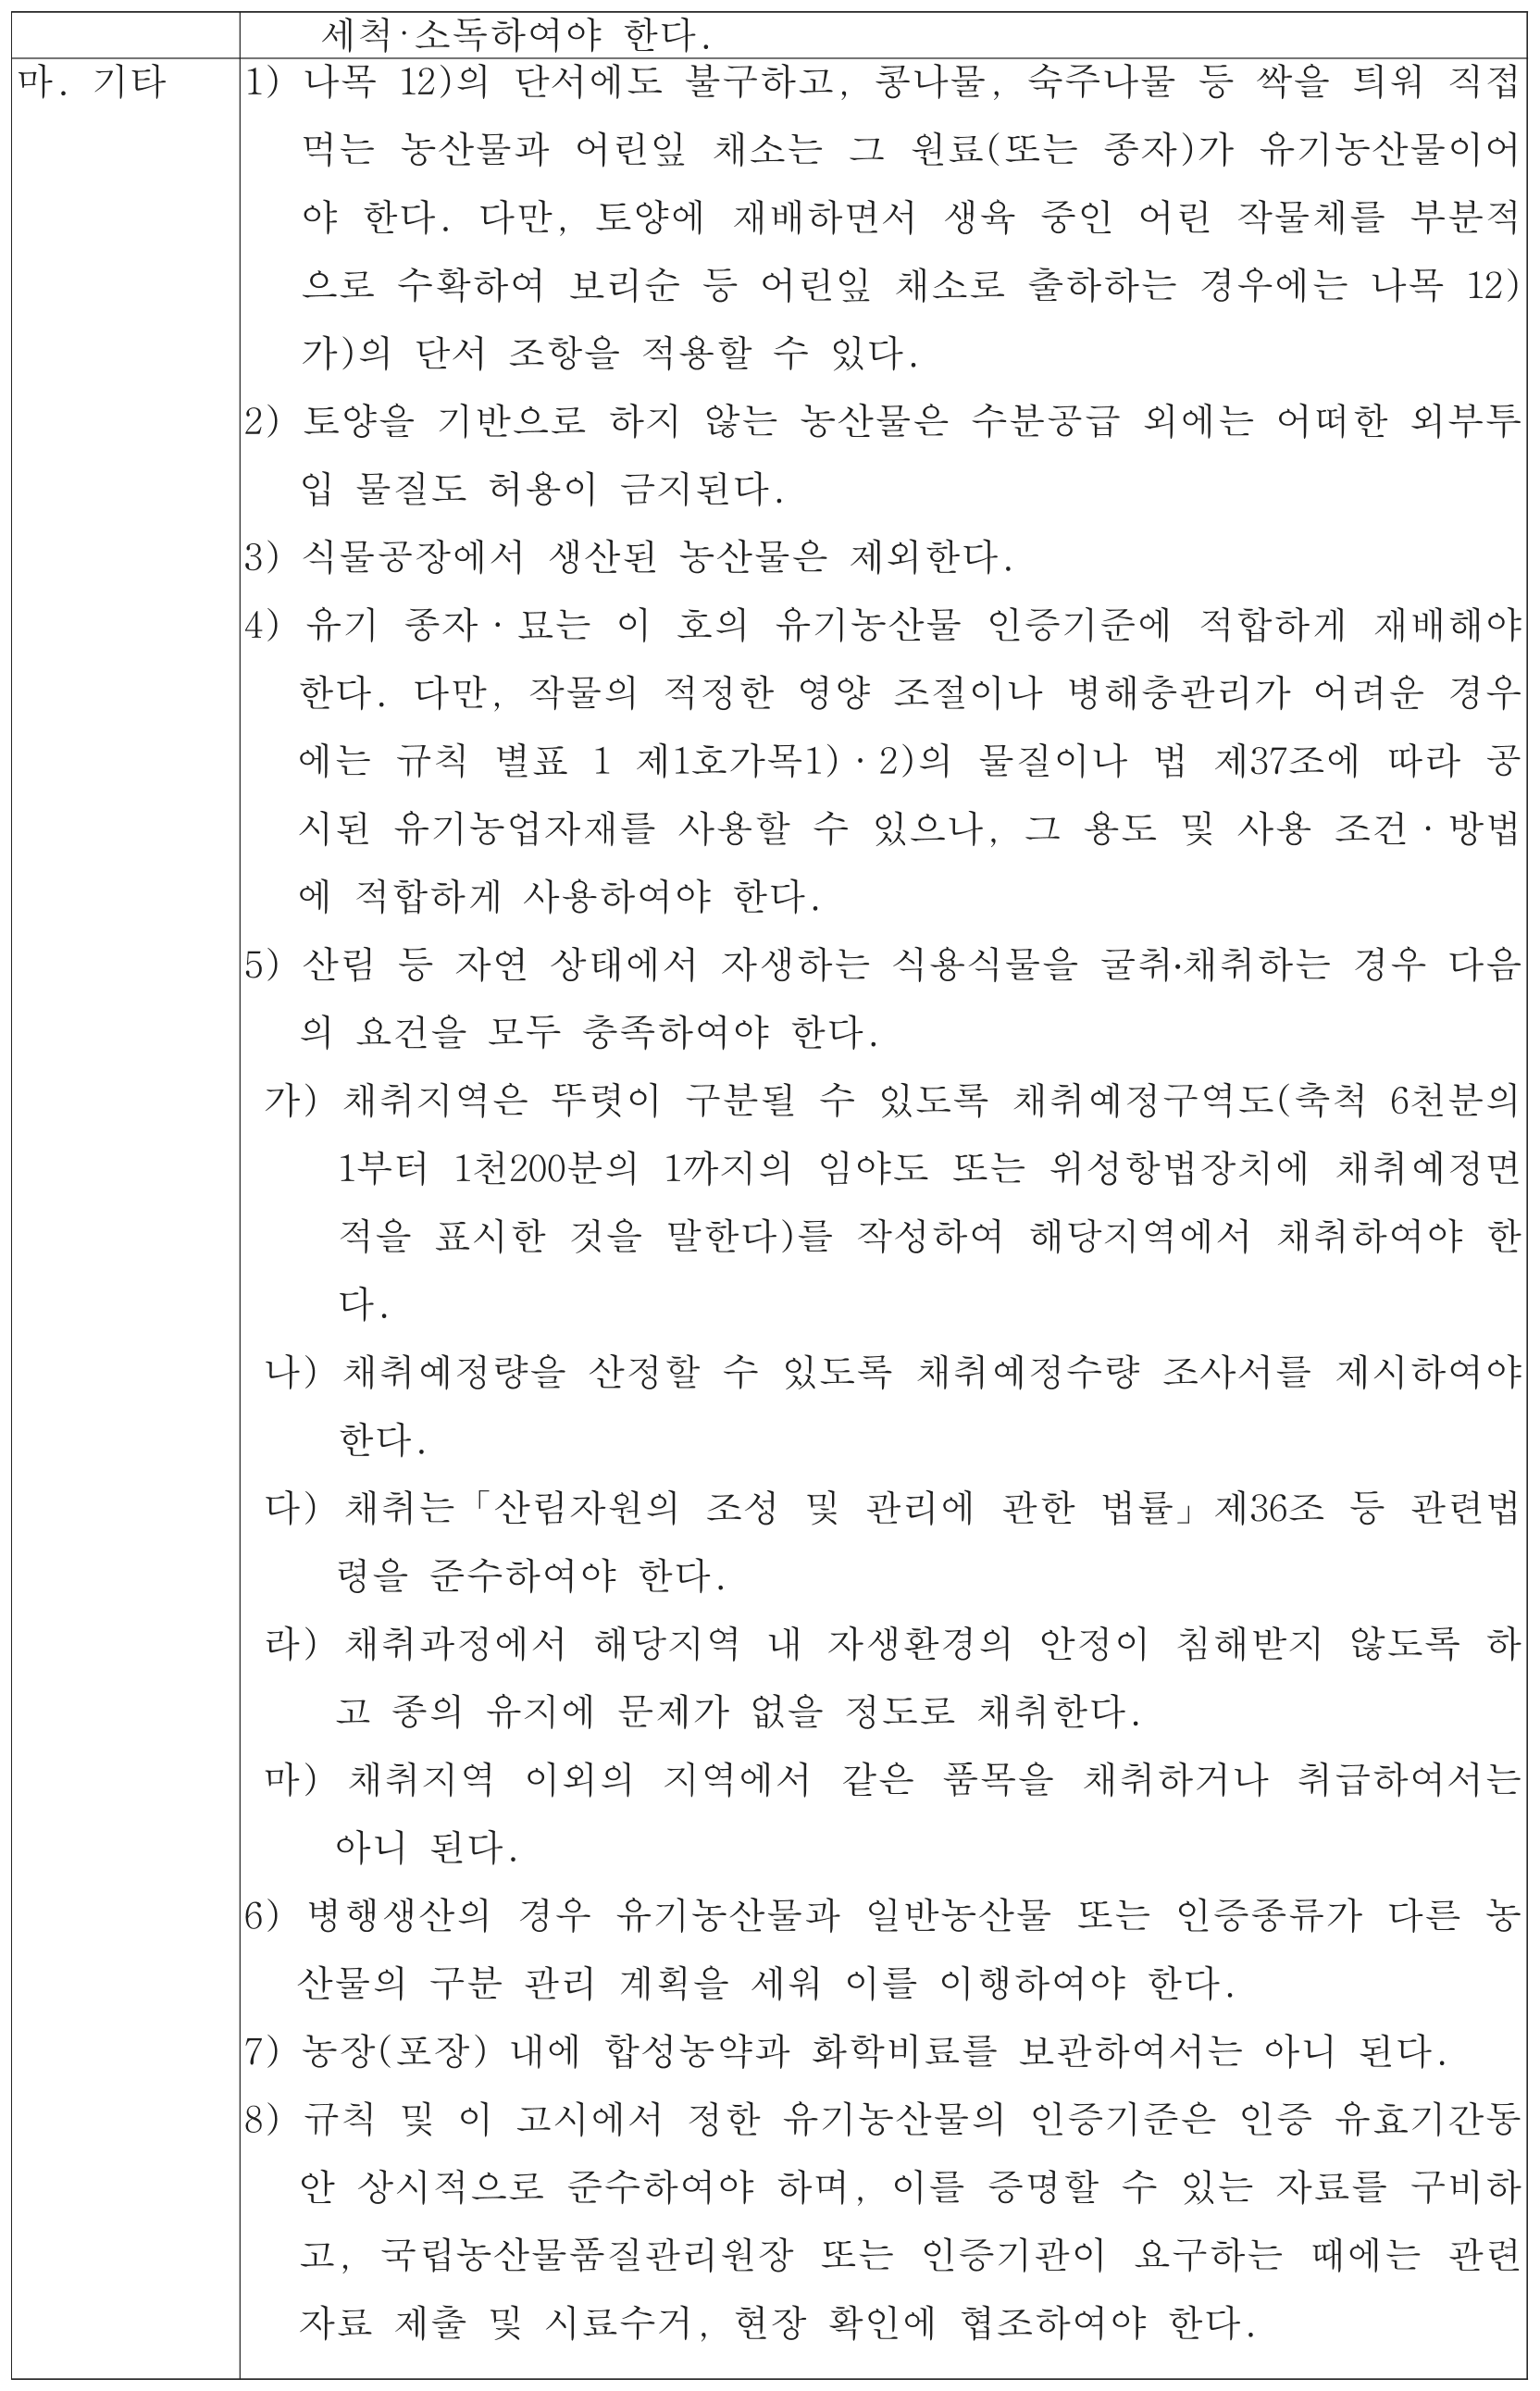 세척·소독하여야 한다.
마. 기타
1) 나목 12)의 단서에도 불구하고, 콩나물, 숙주나물 등 싹을 틔워 직접
먹는 농산물과 어린잎 채소는 그 원료(또는 종자)가 유기농산물이어
야 한다. 다만, 토양에 재배하면서 생육 중인 어린 작물체를 부분적
으로 수확하여 보리순 등 어린잎 채소로 출하하는 경우에는 나목 12)
가)의 단서 조항을 적용할 수 있다.
2) 토양을 기반으로 하지 않는 농산물은 수분공급 외에는 어떠한 외부투
입 물질도 허용이 금지된다.
3) 식물공장에서 생산된 농산물은 제외한다.
4) 유기 종자·묘는 이 호의 유기농산물 인증기준에 적합하게 재배해야
한다. 다만, 작물의 적정한 영양 조절이나 병해충관리가 어려운 경우
에는 규칙 별표 1 제1호가목1)·2)의 물질이나 법 제37조에 따라 공
시된 유기농업자재를 사용할 수 있으나, 그 용도 및 사용 조건·방법
에 적합하게 사용하여야 한다.
5) 산림 등 자연 상태에서 자생하는 식용식물을 굴취·채취하는 경우 다음
의 요건을 모두 충족하여야 한다.
가) 채취지역은 뚜렷이 구분될 수 있도록 채취예정구역도(축척 6천분의
1부터 1천200분의 1까지의 임야도 또는 위성항법장치에 채취예정면
적을 표시한 것을 말한다)를 작성하여 해당지역에서 채취하여야 한
다.
나) 채취예정량을 산정할 수 있도록 채취예정수량 조사서를 제시하여야
한다.
다) 채취는「산림자원의 조성 및 관리에 관한 법률」제36조 등 관련법
령을 준수하여야 한다.
라) 채취과정에서 해당지역 내 자생환경의 안정이 침해받지 않도록 하
고 종의 유지에 문제가 없을 정도로 채취한다.
마) 채취지역 이외의 지역에서 같은 품목을 채취하거나 취급하여서는
아니 된다.
6) 병행생산의 경우 유기농산물과 일반농산물 또는 인증종류가 다른 농
산물의 구분 관리 계획을 세워 이를 이행하여야 한다.
7) 농장(포장) 내에 합성농약과 화학비료를 보관하여서는 아니 된다.
8) 규칙 및 이 고시에서 정한 유기농산물의 인증기준은 인증 유효기간동
안 상시적으로 준수하여야 하며, 이를 증명할 수 있는 자료를 구비하
고, 국립농산물품질관리원장 또는 인증기관이 요구하는 때에는 관련
자료 제출 및 시료수거, 현장 확인에 협조하여야 한다.